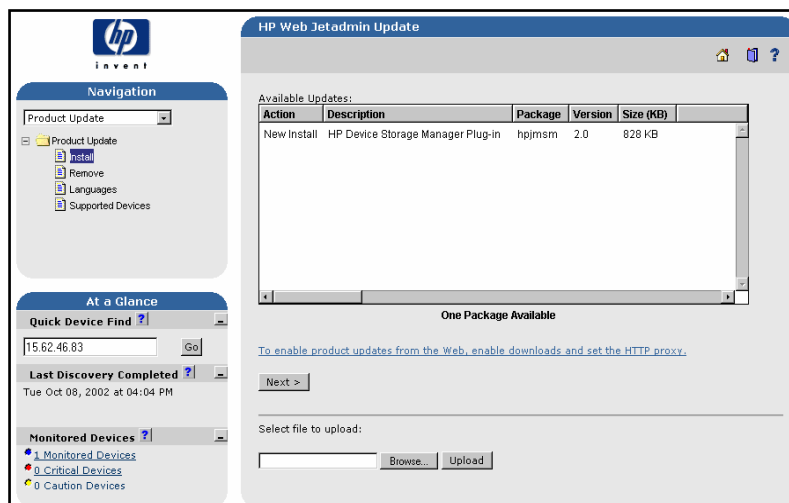 hp
invent
Navigation
Product Update
Product Update
Install
Remove
Languages
Supported Devices
At a Glance
Quick Device Find ?
15.62.46.83 Go
Last Discovery Completed ?
Tue Oct 08, 2002 at 04:04 PM
Monitored Devices ?
1 Monitored Devices
0 Critical Devices
0 Caution Devices
HP Web Jetadmin Update
?
Available Updates:
Action Description Package Version Size (KB)
New Install HP Device Storage Manager Plug-in hpjmsm 2.0 828 KB
One Package Available
To enable product updates from the Web, enable downloads and set the HTTP proxy.
Next >
Select file to upload:
Browse... Upload